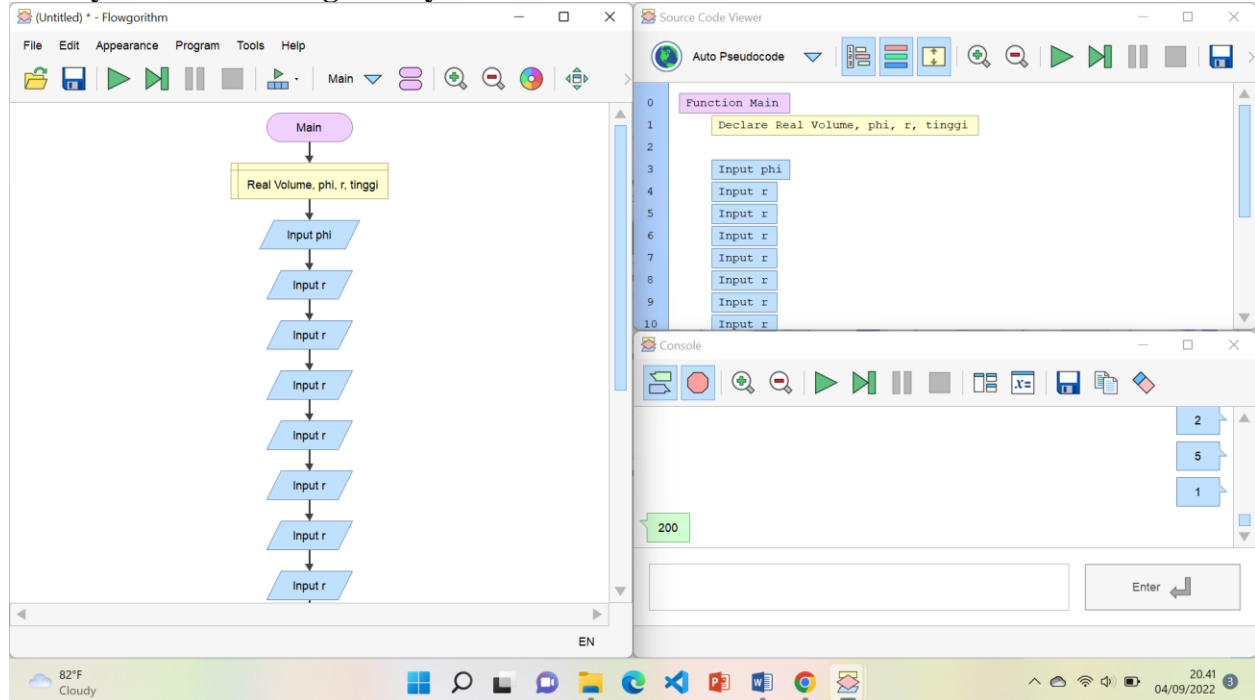 (Untitled) * - Flowgorithm
File Edit Appearance Program Tools Help
Main
Main
Real Volume, phi, r, tinggi
Input phi
Input r
Input r
Input r
Input r
Input r
Input r
Input r
EN
Source Code Viewer
Auto Pseudocode
0 Function Main
1 Declare Real Volume, phi, r, tinggi
2
3 Input phi
4 Input r
5 Input r
6 Input r
7 Input r
8 Input r
9 Input r
10 Input r
Console
x=
2
5
1
200
Enter
82°F
Cloudy
20.41
04/09/2022
3